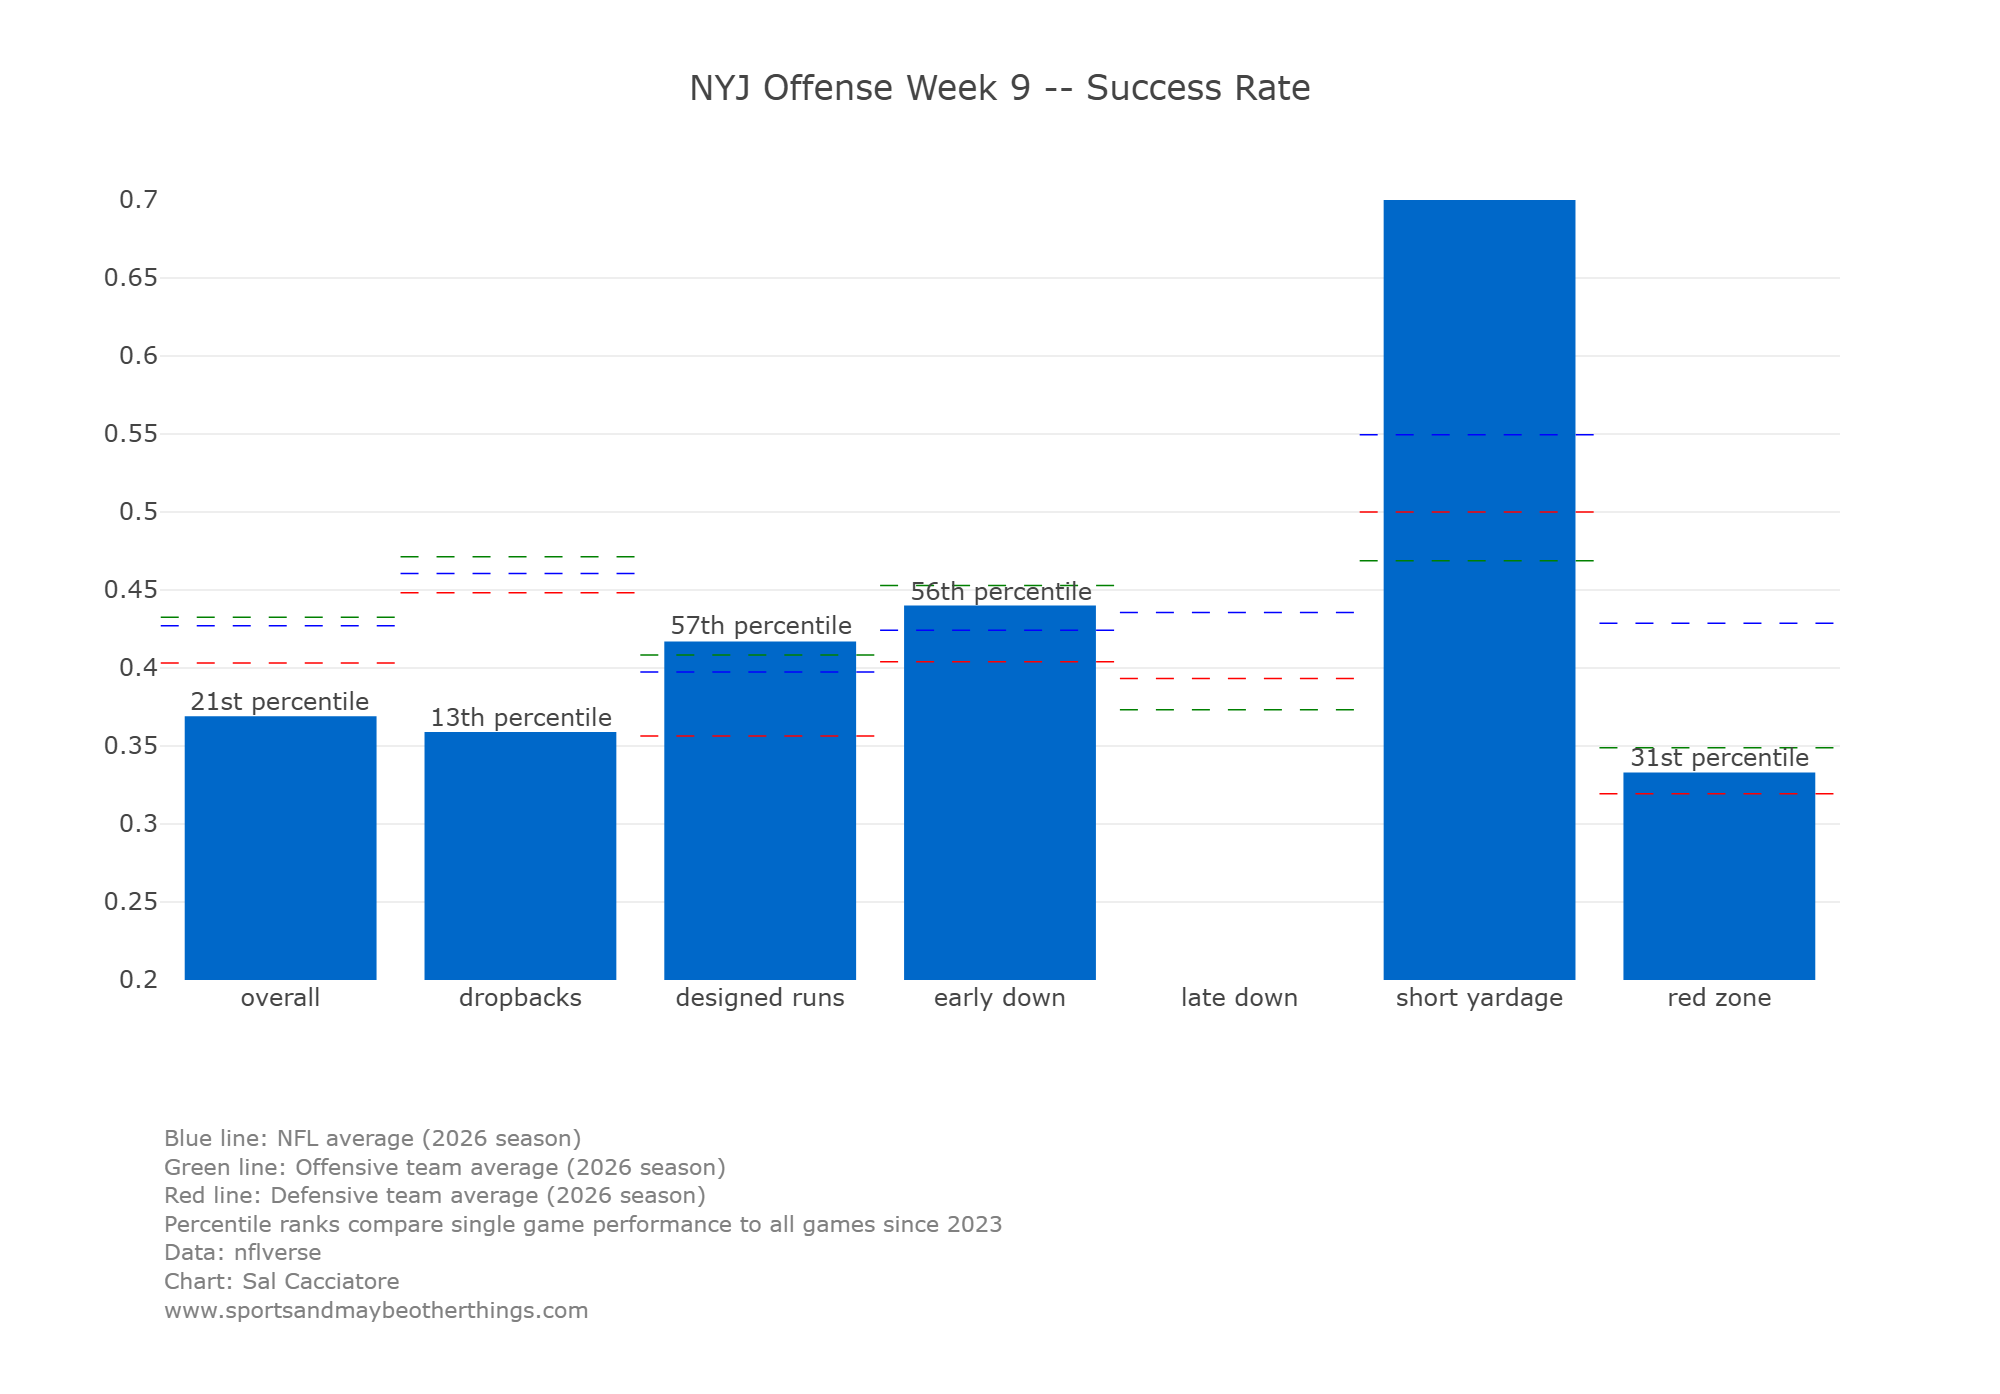 NYJ Offense Week 9 -- Success Rate
0.7
0.65
0.6
0.55
0.5
0.45
0.4
0.35
0.3
0.25
0.2
21st percentile
13th percentile
57th percentile
56th percentile
31st percentile
overall
dropbacks
designed runs
early down
late down
short yardage
red zone
Blue line: NFL average (2026 season)
Green line: Offensive team average (2026 season)
Red line: Defensive team average (2026 season)
Percentile ranks compare single game performance to all games since 2023
Data: nflverse
Chart: Sal Cacciatore
www.sportsandmaybeotherthings.com